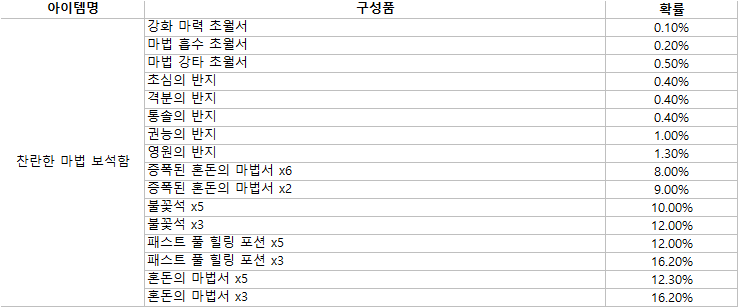 아이템명 구성품 확률
강화 마력 초월서 0.10%
마법 흡수 초월서 0.20%
마법 강타 초월서 0.50%
초심의 반지 0.40%
격분의 반지 0.40%
통솔의 반지 0.40%
권능의 반지 1.00%
영원의 반지 1.30%
찬란한 마법 보석함
증폭된 혼돈의 마법서 x6 8.00%
증폭된 혼돈의 마법서 x2 9.00%
불꽃석 x5 10.00%
불꽃석 x3 12.00%
패스트 풀 힐링 포션 x5 12.00%
패스트 풀 힐링 포션 x3 16.20%
혼돈의 마법서 x5 12.30%
혼돈의 마법서 x3 16.20%